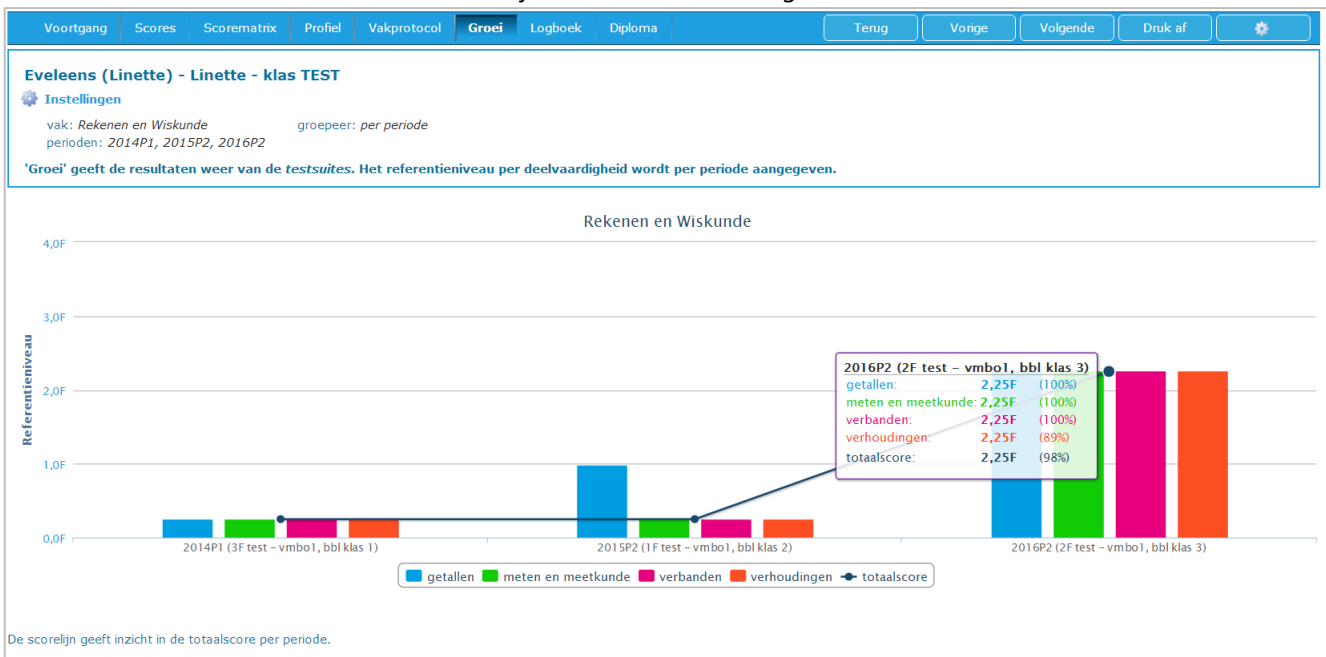 Voortgang Scores Scorematrix Profiel Vakprotocol Groei Logboek Diploma Terug Vorige Volgende Druk af
Eveleens (Linette) - Linette - klas TEST
Instellingen
vak: Rekenen en Wiskunde groepeer: per periode
perioden: 2014P1, 2015P2, 2016P2
'Groei' geeft de resultaten weer van de testsuites. Het referentieniveau per deelvaardigheid wordt per periode aangegeven.
Rekenen en Wiskunde
Referentieniveau
4,0F
3,0F
2,0F
1,0F
0,0F
2016P2 (2F test - vmbo1, bbl klas 3)
getallen: 2,25F (100%)
meten en meetkunde: 2,25F (100%)
verbanden: 2,25F (100%)
verhoudingen: 2,25F (89%)
totaalscore: 2,25F (98%)
2014P1 (3F test - vmbo1, bbl klas 1) 2015P2 (1F test - vmbo1, bbl klas 2) 2016P2 (2F test - vmbo1, bbl klas 3)
getallen meten en meetkunde verbanden verhoudingen totaalscore
De scorelijn geeft inzicht in de totaalscore per periode.